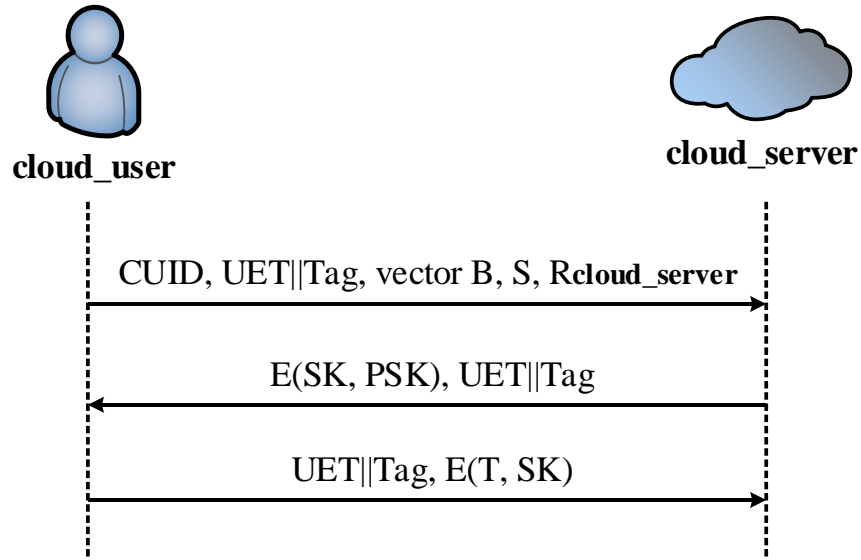 cloud_user
cloud_server
CUID, UET||Tag, vector B, S, Rcloud_server
E(SK, PSK), UET||Tag
UET||Tag, E(T, SK)